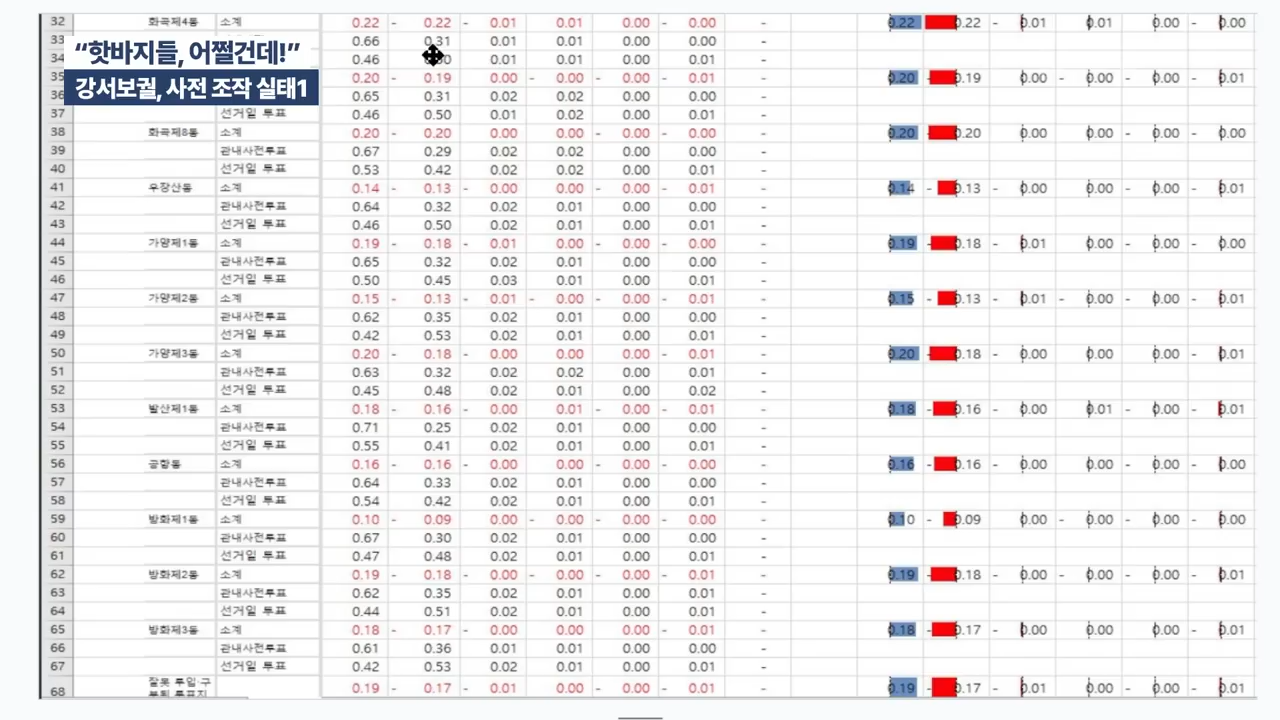 “핫바지들, 어쩔건데!”
강서보궐, 사전 조작 실태1
32 화곡제4동 소계 0.22 - 0.22 0.01 0.01 0.00 0.00 0.22 0.22 - 0.01 0.01 0.00 0.00
33 0.66 0.31 0.01 0.01 0.00 0.00 -
34 0.46 0.01 0.01 0.00 0.01 -
35 0.20 - 0.19 0.00 - 0.00 - 0.00 - 0.01 0.20 0.19 0.00 - 0.00 - 0.00 - 0.01
36 0.65 0.31 0.02 0.02 0.00 0.00 -
37 선거일 투표 0.46 0.50 0.01 0.02 0.00 0.01 -
38 화곡제8동 소계 0.20 - 0.20 0.00 0.00 - 0.00 - 0.00 0.20 0.20 0.00 0.00 - 0.00 - 0.00
39 관내사전투표 0.67 0.29 0.02 0.02 0.00 0.00 -
40 선거일 투표 0.53 0.42 0.02 0.02 0.00 0.01 -
41 우장산동 소계 0.14 - 0.13 - 0.00 0.00 - 0.00 - 0.01 0.14 - 0.13 - 0.00 0.00 - 0.00 - 0.01
42 관내사전투표 0.64 0.32 0.02 0.01 0.00 0.00 -
43 선거일 투표 0.46 0.50 0.02 0.01 0.00 0.01 -
44 가양제1동 소계 0.19 - 0.18 - 0.01 0.00 - 0.00 - 0.00 0.19 - 0.18 - 0.01 0.00 - 0.00 - 0.00
45 관내사전투표 0.65 0.32 0.02 0.01 0.00 0.00 -
46 선거일 투표 0.50 0.45 0.03 0.01 0.00 0.01 -
47 가양제2동 소계 0.15 - 0.13 - 0.01 - 0.00 - 0.00 - 0.01 0.15 - 0.13 - 0.01 - 0.00 - 0.00 - 0.01
48 관내사전투표 0.62 0.35 0.02 0.01 0.00 0.00 -
49 선거일 투표 0.42 0.53 0.02 0.01 0.00 0.01 -
50 가양제3동 소계 0.20 - 0.18 - 0.00 0.00 - 0.00 - 0.01 0.20 0.18 - 0.00 0.00 - 0.00 - 0.01
51 관내사전투표 0.63 0.32 0.02 0.02 0.00 0.01 -
52 선거일 투표 0.45 0.48 0.02 0.01 0.00 0.02 -
53 발산제1동 소계 0.18 - 0.16 - 0.00 0.01 - 0.00 - 0.01 0.18 - 0.16 - 0.00 0.01 - 0.00 - 0.01
54 관내사전투표 0.71 0.25 0.02 0.01 0.00 0.00 -
55 선거일 투표 0.55 0.41 0.02 0.01 0.00 0.01 -
56 공항동 소계 0.16 - 0.16 - 0.00 0.00 - 0.00 - 0.00 0.16 - 0.16 - 0.00 0.00 - 0.00 - 0.00
57 관내사전투표 0.64 0.33 0.02 0.01 0.00 0.00 -
58 선거일 투표 0.54 0.42 0.02 0.01 0.00 0.01 -
59 방화제1동 소계 0.10 - 0.09 - 0.00 - 0.00 - 0.00 - 0.00 0.10 - 0.09 - 0.00 - 0.00 - 0.00 - 0.00
60 관내사전투표 0.67 0.30 0.02 0.01 0.00 0.00 -
61 선거일 투표 0.47 0.48 0.02 0.01 0.00 0.01 -
62 방화제2동 소계 0.19 - 0.18 - 0.00 - 0.00 - 0.00 - 0.01 0.19 - 0.18 - 0.00 - 0.00 - 0.00 - 0.01
63 관내사전투표 0.62 0.35 0.02 0.01 0.00 0.00 -
64 선거일 투표 0.44 0.51 0.02 0.01 0.00 0.01 -
65 방화제3동 소계 0.18 - 0.17 - 0.00 0.00 - 0.00 - 0.01 0.18 - 0.17 - 0.00 0.00 - 0.00 - 0.01
66 관내사전투표 0.61 0.36 0.01 0.01 0.00 0.00 -
67 선거일 투표 0.42 0.53 0.02 0.01 0.00 0.01 -
68 잘못 투입·구 0.19 - 0.17 - 0.01 0.00 - 0.00 - 0.01 0.19 0.17 - 0.01 0.00 - 0.00 - 0.01
분된 투표지